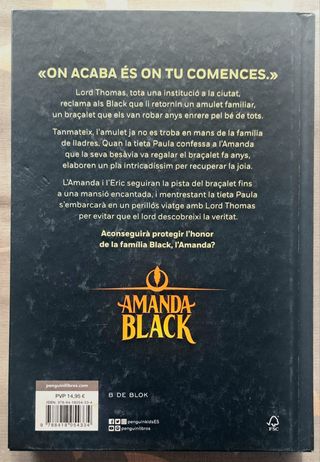 «ON ACABA ÉS ON TU COMENCES.»
Lord Thomas, tota una institució a la ciutat,
reclama als Black que li retornin un amulet familiar,
un braçalet que els van robar anys enrere pel bé de tots.
Tanmateix, l'amulet ja no es troba en mans de la família
de lladres. Quan la tieta Paula confessa a l'Amanda
que la seva besàvia va regalar el braçalet fa anys,
elaboren un pla intricadíssim per recuperar la joia.
L'Amanda i l'Eric seguiran la pista del braçalet fins
a una mansió encantada, i mentrestant la tieta Paula
s'embarcarà en un perillós viatge amb Lord Thomas
per evitar que el lord descobreixi la veritat.
Aconseguirà protegir l'honor
de la família Black, l'Amanda?
AMANDA
BLACK
penguinlibros.com
PVP 14,95 €
B DE BLOK
penguinkidsES
penguinlibros
FSC